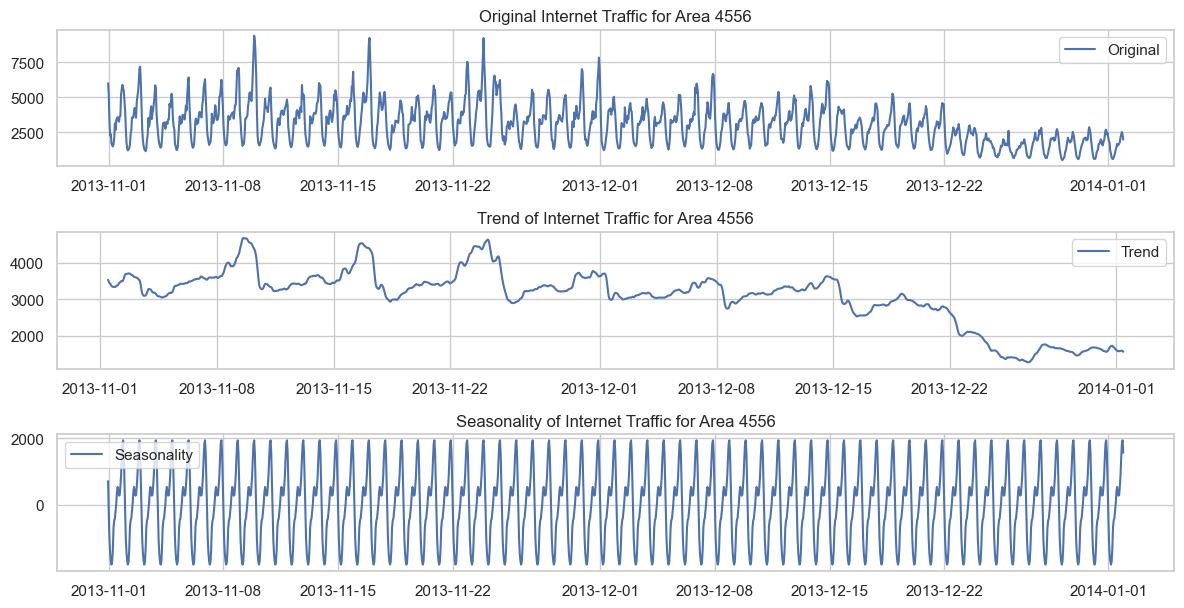 Original Internet Traffic for Area 4556
Original
7500
5000
2500
2013-11-01 2013-11-08 2013-11-15 2013-11-22 2013-12-01 2013-12-08 2013-12-15 2013-12-22 2014-01-01
Trend of Internet Traffic for Area 4556
Trend
4000
3000
2000
2013-11-01 2013-11-08 2013-11-15 2013-11-22 2013-12-01 2013-12-08 2013-12-15 2013-12-22 2014-01-01
Seasonality of Internet Traffic for Area 4556
2000
Seasonality
0
2013-11-01 2013-11-08 2013-11-15 2013-11-22 2013-12-01 2013-12-08 2013-12-15 2013-12-22 2014-01-01